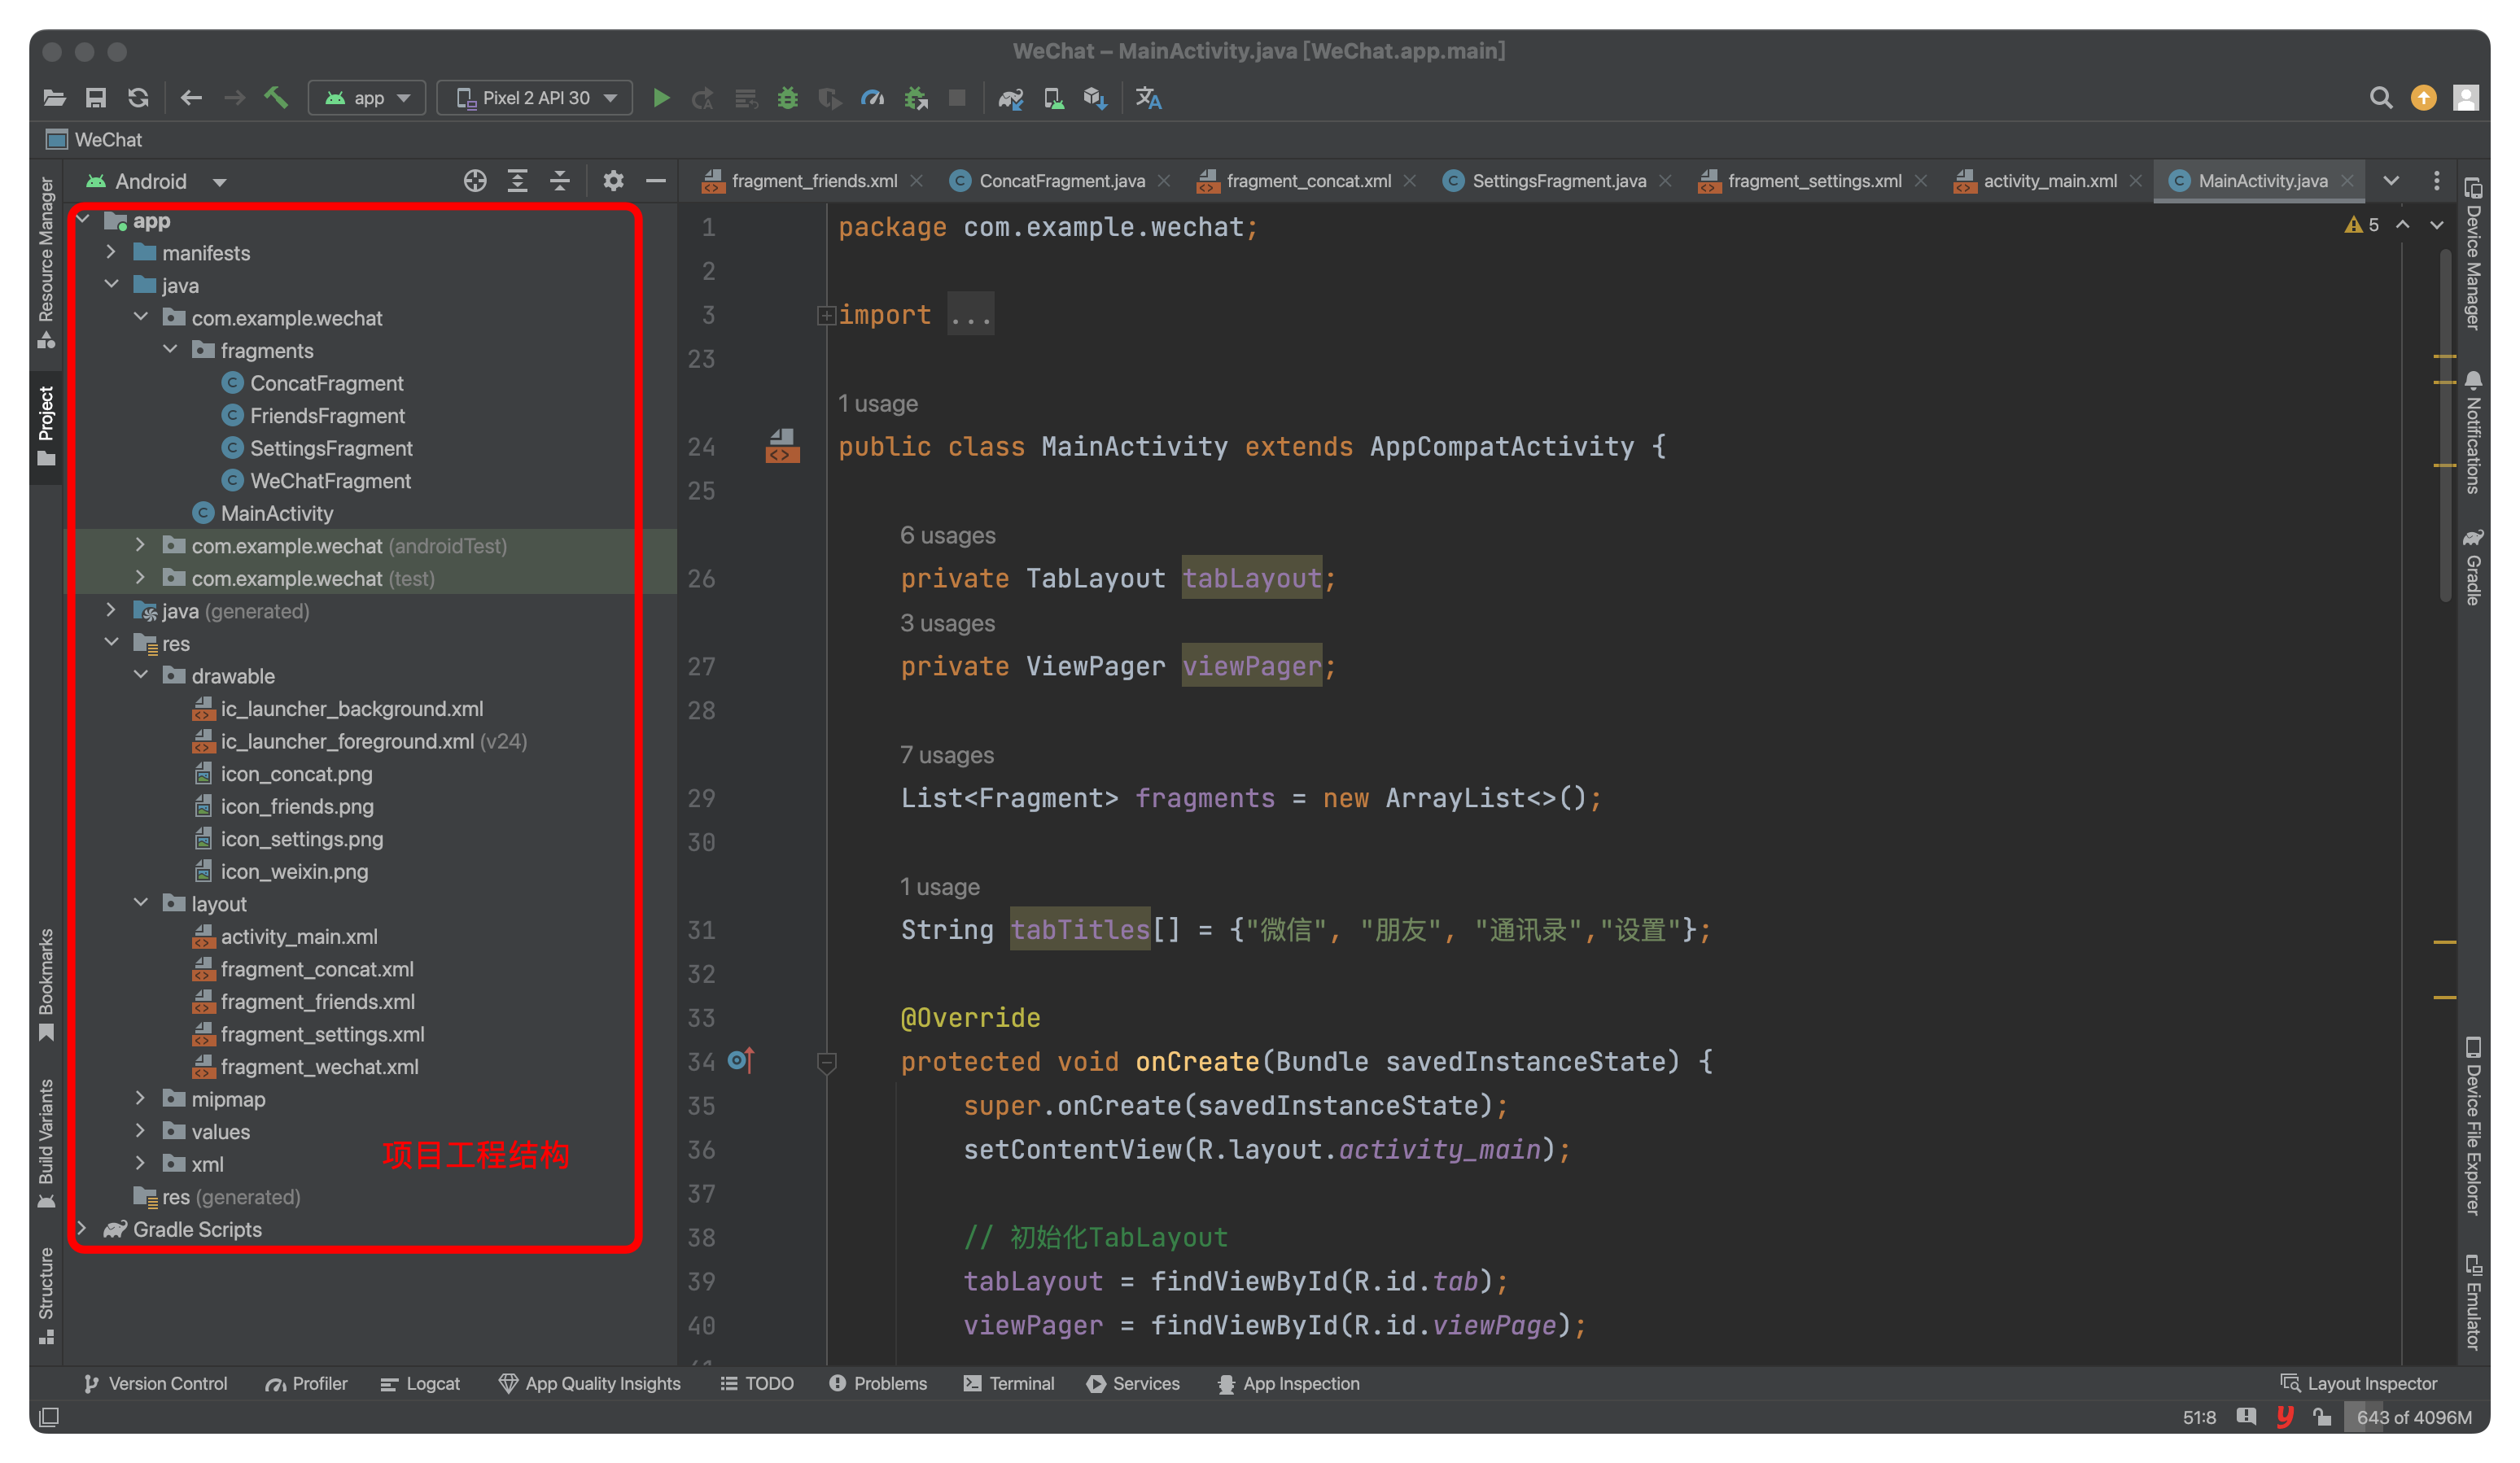 WeChat – MainActivity.java [WeChat.app.main]
app
Pixel 2 API 30
WeChat
Android
fragment_friends.xml
ConcatFragment.java
fragment_concat.xml
SettingsFragment.java
fragment_settings.xml
activity_main.xml
MainActivity.java
Resource Manager
Project
Bookmarks
Build Variants
Structure
app
manifests
java
com.example.wechat
fragments
ConcatFragment
FriendsFragment
SettingsFragment
WeChatFragment
MainActivity
com.example.wechat (androidTest)
com.example.wechat (test)
java (generated)
res
drawable
ic_launcher_background.xml
ic_launcher_foreground.xml (v24)
icon_concat.png
icon_friends.png
icon_settings.png
icon_weixin.png
layout
activity_main.xml
fragment_concat.xml
fragment_friends.xml
fragment_settings.xml
fragment_wechat.xml
mipmap
values
xml
项目工程结构
res (generated)
Gradle Scripts
5
1 package com.example.wechat;
2
3 import ...
23
1 usage
24 public class MainActivity extends AppCompatActivity {
25
6 usages
26 private TabLayout tabLayout;
3 usages
27 private ViewPager viewPager;
28
7 usages
29 List<Fragment> fragments = new ArrayList<>();
30
1 usage
31 String tabTitles[] = {"微信", "朋友", "通讯录","设置"};
32
33 @Override
34 protected void onCreate(Bundle savedInstanceState) {
35 super.onCreate(savedInstanceState);
36 setContentView(R.layout.activity_main);
37
38 // 初始化TabLayout
39 tabLayout = findViewById(R.id.tab);
40 viewPager = findViewById(R.id.viewPage);
Device Manager
Notifications
Gradle
Device File Explorer
Emulator
Version Control
Profiler
Logcat
App Quality Insights
TODO
Problems
Terminal
Services
App Inspection
Layout Inspector
51:8
643 of 4096M